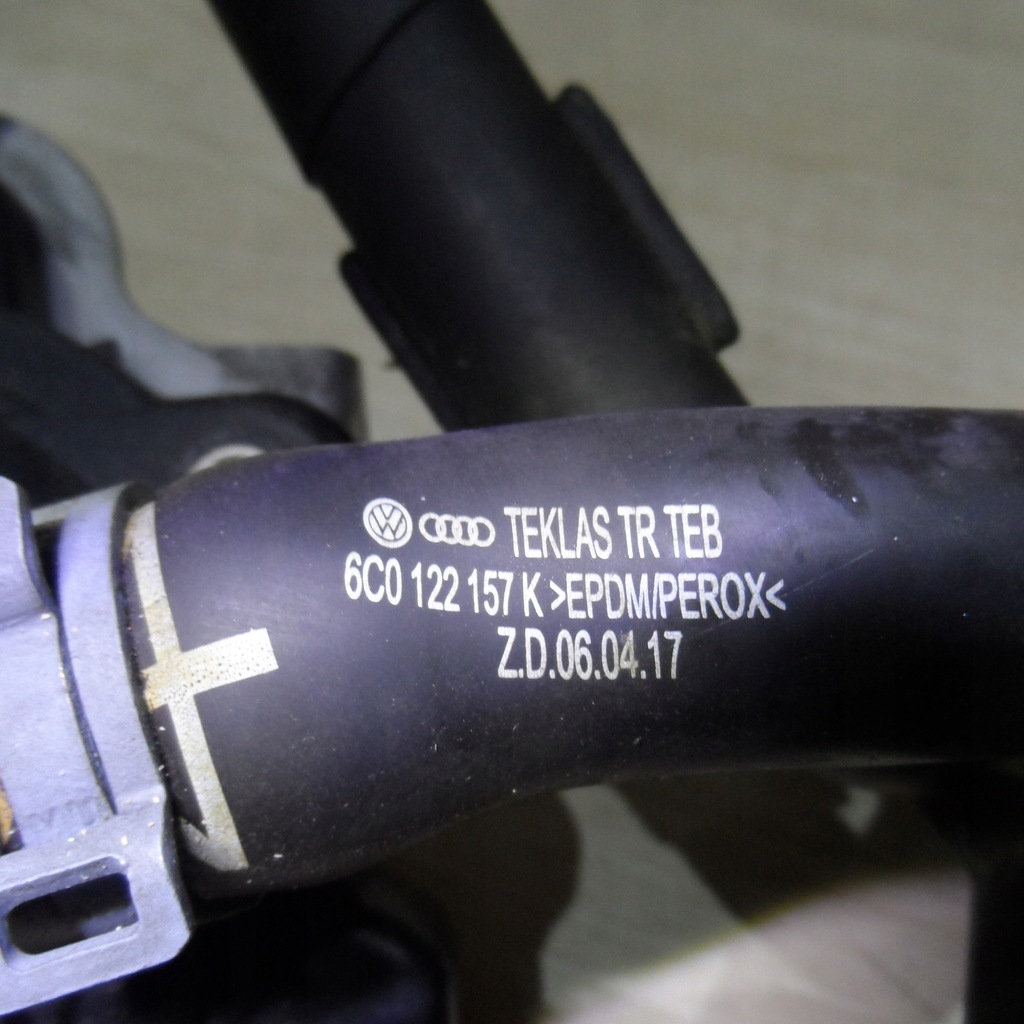 TEKLAS TR TEB
6C0 122 157 K >EPDM/PEROX<
Z.D.06.04.17